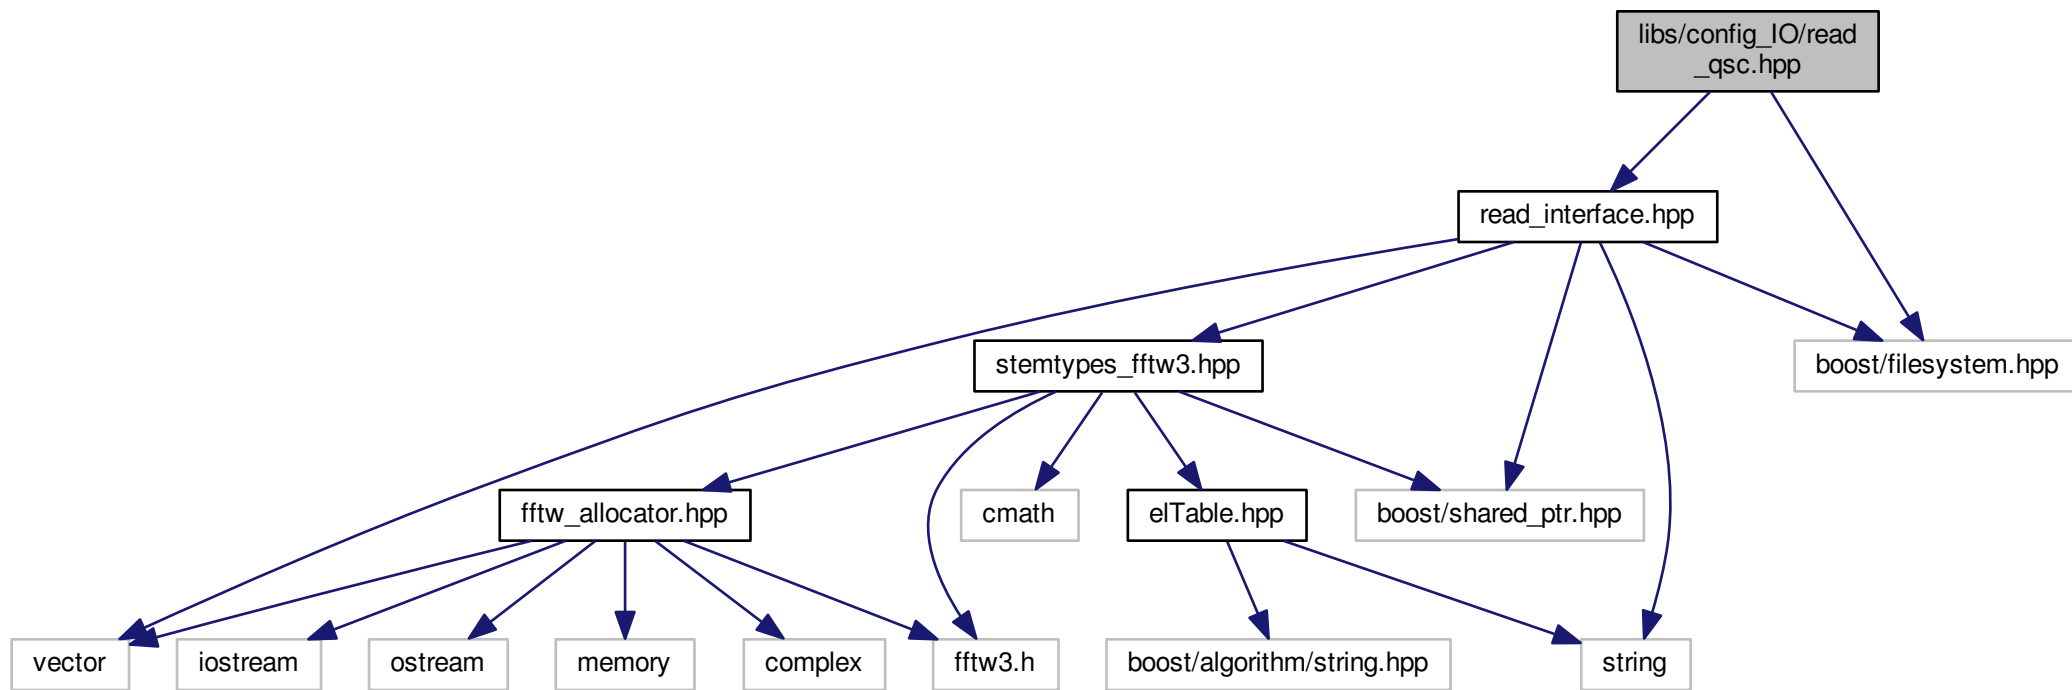 libs/config_IO/read
_qsc.hpp
read_interface.hpp
stemtypes_fftw3.hpp
boost/filesystem.hpp
fftw_allocator.hpp
cmath
elTable.hpp
boost/shared_ptr.hpp
vector
iostream
ostream
memory
complex
fftw3.h
boost/algorithm/string.hpp
string